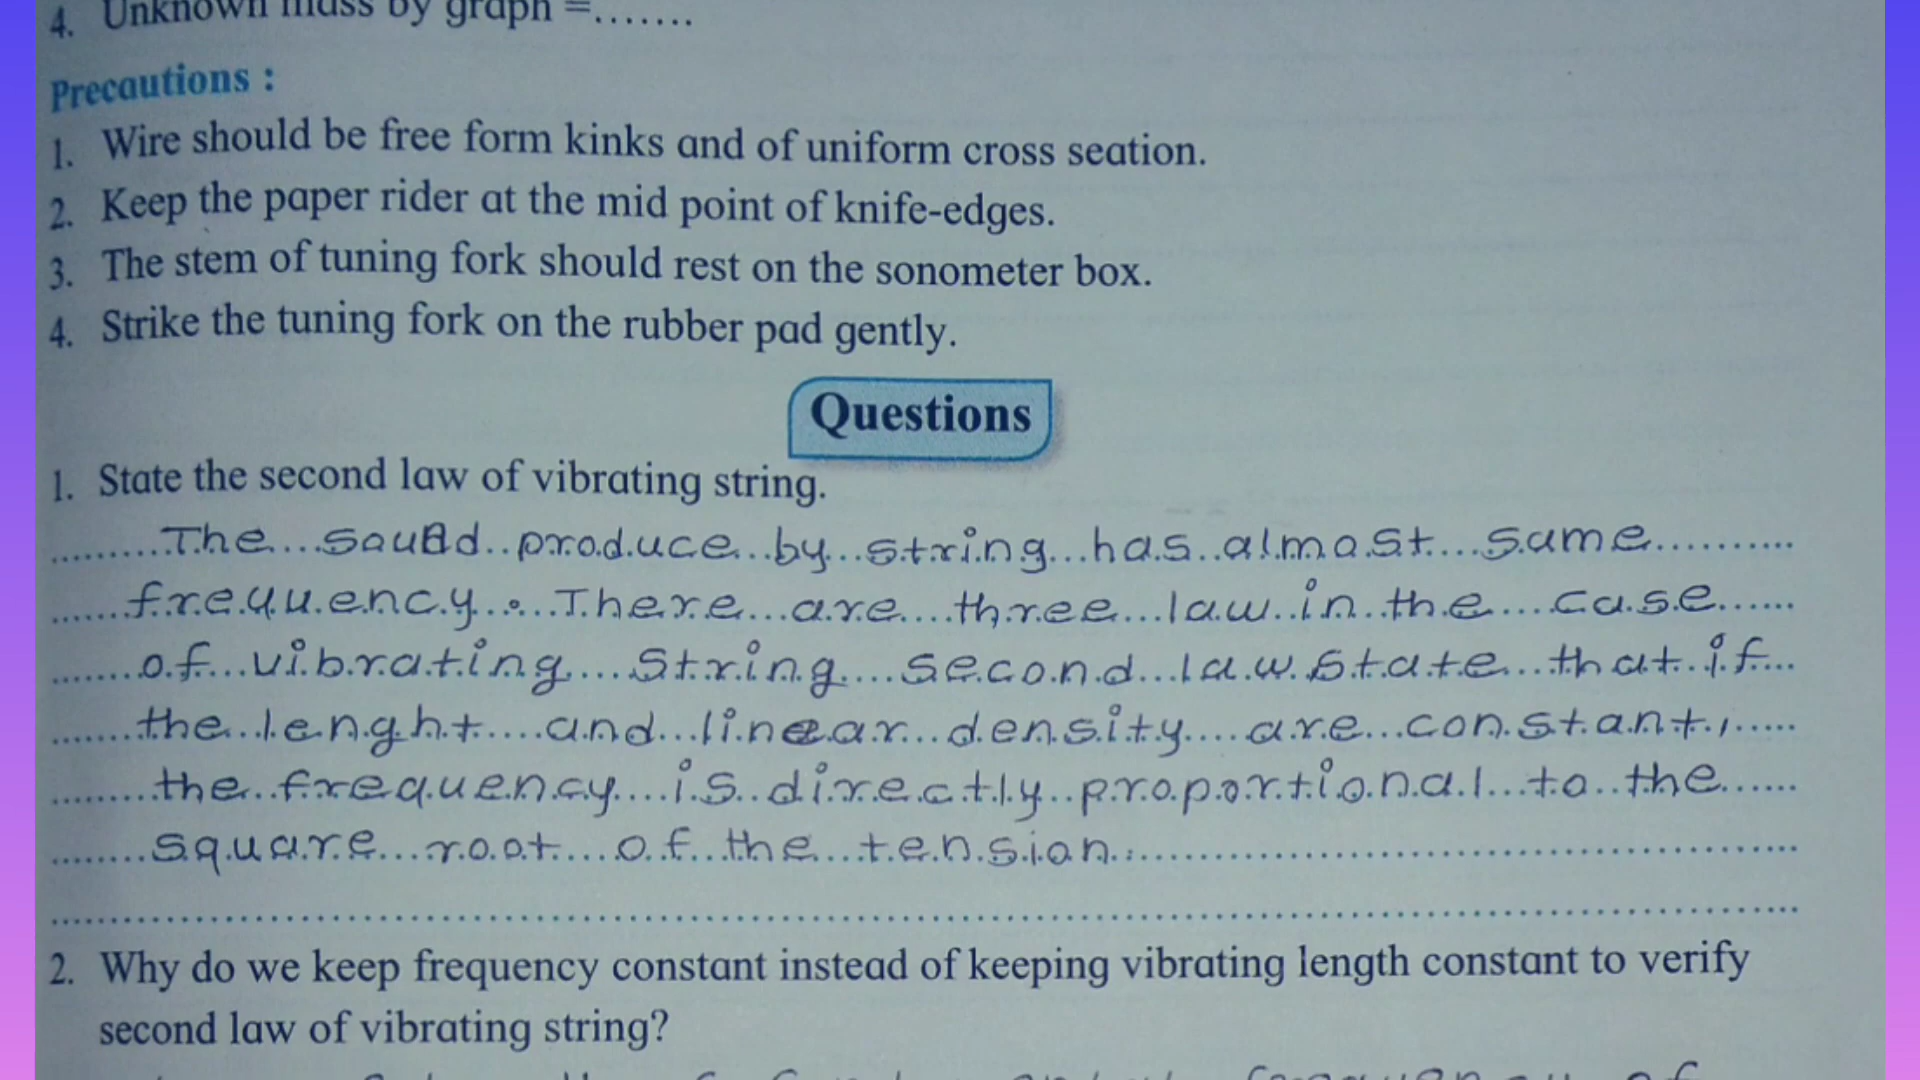 4. Unknown mass by graph =.......
Precautions :
1. Wire should be free form kinks and of uniform cross seation.
2. Keep the paper rider at the mid point of knife-edges.
3. The stem of tuning fork should rest on the sonometer box.
4. Strike the tuning fork on the rubber pad gently.
Questions
1. State the second law of vibrating string.
The sound produce by string has almost same
frequency. There are three law in the case
of vibrating string second law state that if
the lenght and linear density are constant,
the frequency is directly proportional to the
square root of the tension.
2. Why do we keep frequency constant instead of keeping vibrating length constant to verify
second law of vibrating string?